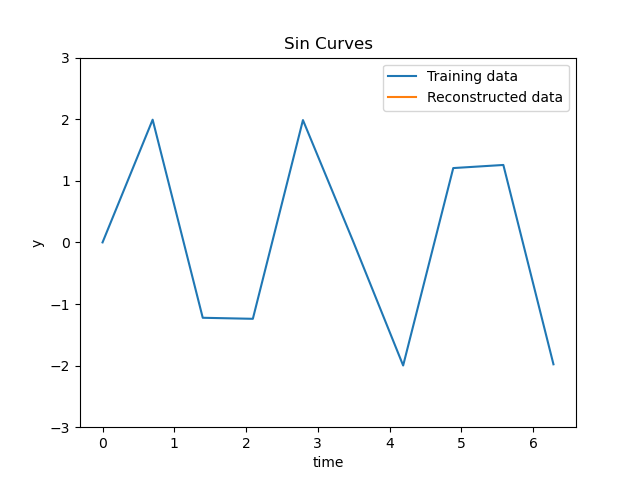 Sin Curves
Training data
Reconstructed data
3
2
1
0
−1
−2
−3
y
0 1 2 3 4 5 6
time